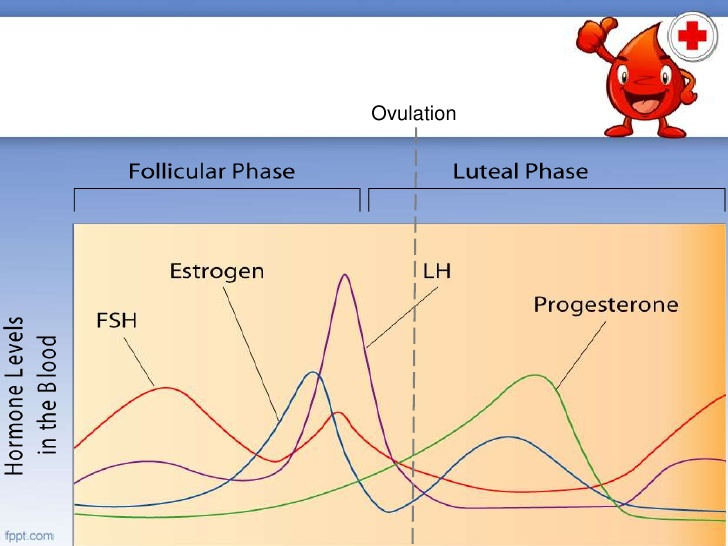 Ovulation
Follicular Phase
Luteal Phase
Estrogen
LH
Progesterone
FSH
Hormone Levels
in the Blood
fppt.com